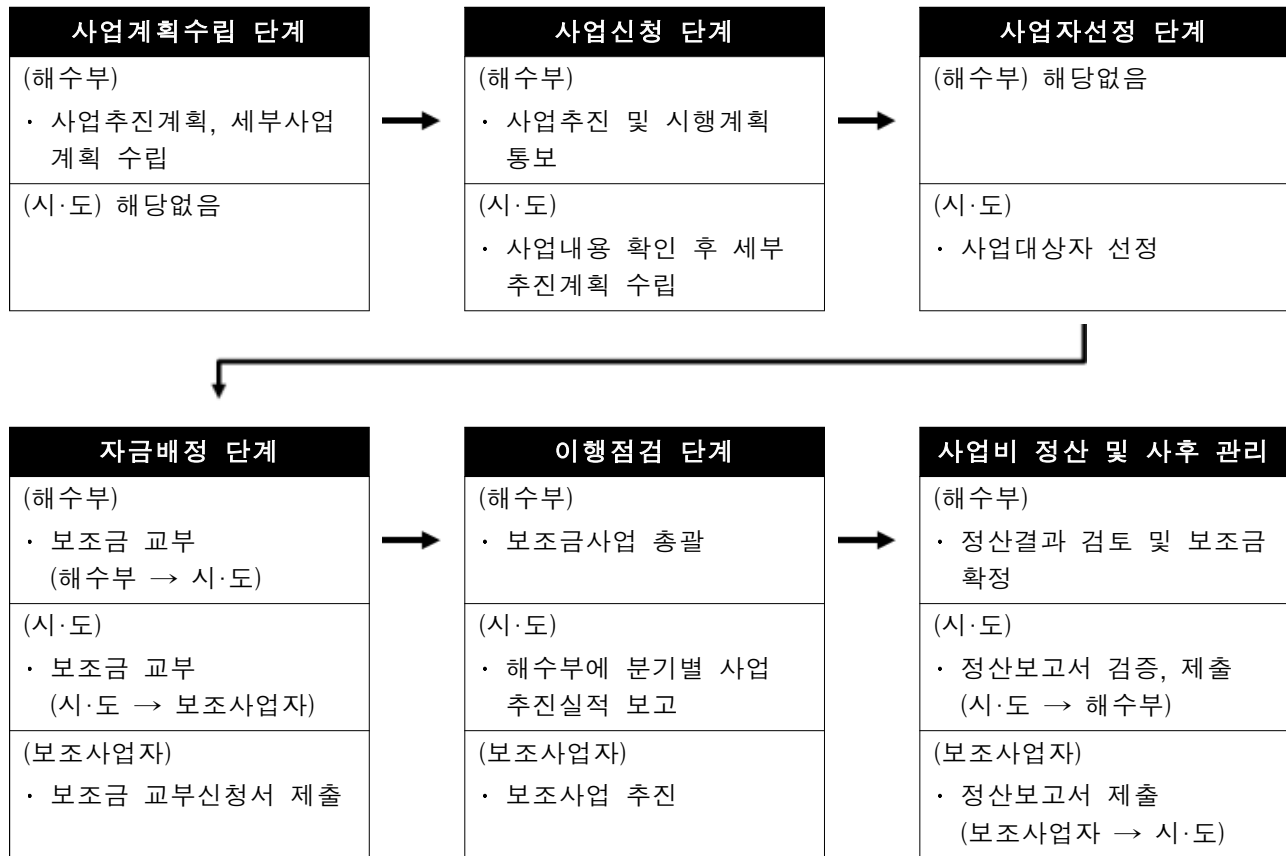 사업계획수립 단계
(해수부)
· 사업추진계획, 세부사업
계획 수립
(시·도) 해당없음
사업신청 단계
(해수부)
· 사업추진 및 시행계획
통보
(시·도)
· 사업내용 확인 후 세부
추진계획 수립
사업자선정 단계
(해수부) 해당없음
(시·도)
· 사업대상자 선정
자금배정 단계
(해수부)
· 보조금 교부
(해수부 → 시·도)
(시·도)
· 보조금 교부
(시·도 → 보조사업자)
(보조사업자)
· 보조금 교부신청서 제출
이행점검 단계
(해수부)
· 보조금사업 총괄
(시·도)
· 해수부에 분기별 사업
추진실적 보고
(보조사업자)
· 보조사업 추진
사업비 정산 및 사후 관리
(해수부)
· 정산결과 검토 및 보조금
확정
(시·도)
· 정산보고서 검증, 제출
(시·도 → 해수부)
(보조사업자)
· 정산보고서 제출
(보조사업자 → 시·도)